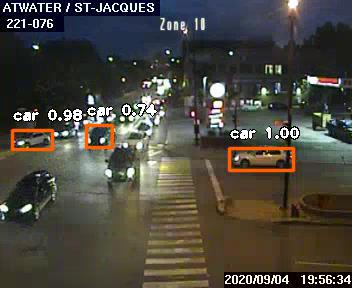 ATWATER / ST-JACQUES
221-076
Zone 10
car 0.98
car 0.74
car 1.00
2020/09/04 19:56:34